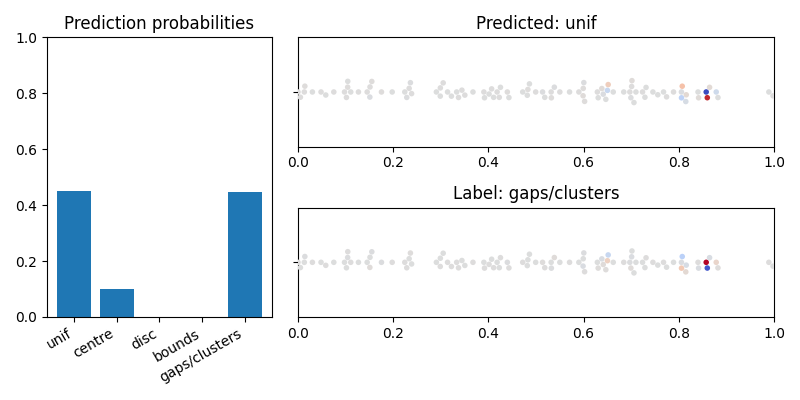 Prediction probabilities
1.0
0.8
0.6
0.4
0.2
0.0
unif
centre
disc
bounds
gaps/clusters
Predicted: unif
0.0 0.2 0.4 0.6 0.8 1.0
Label: gaps/clusters
0.0 0.2 0.4 0.6 0.8 1.0